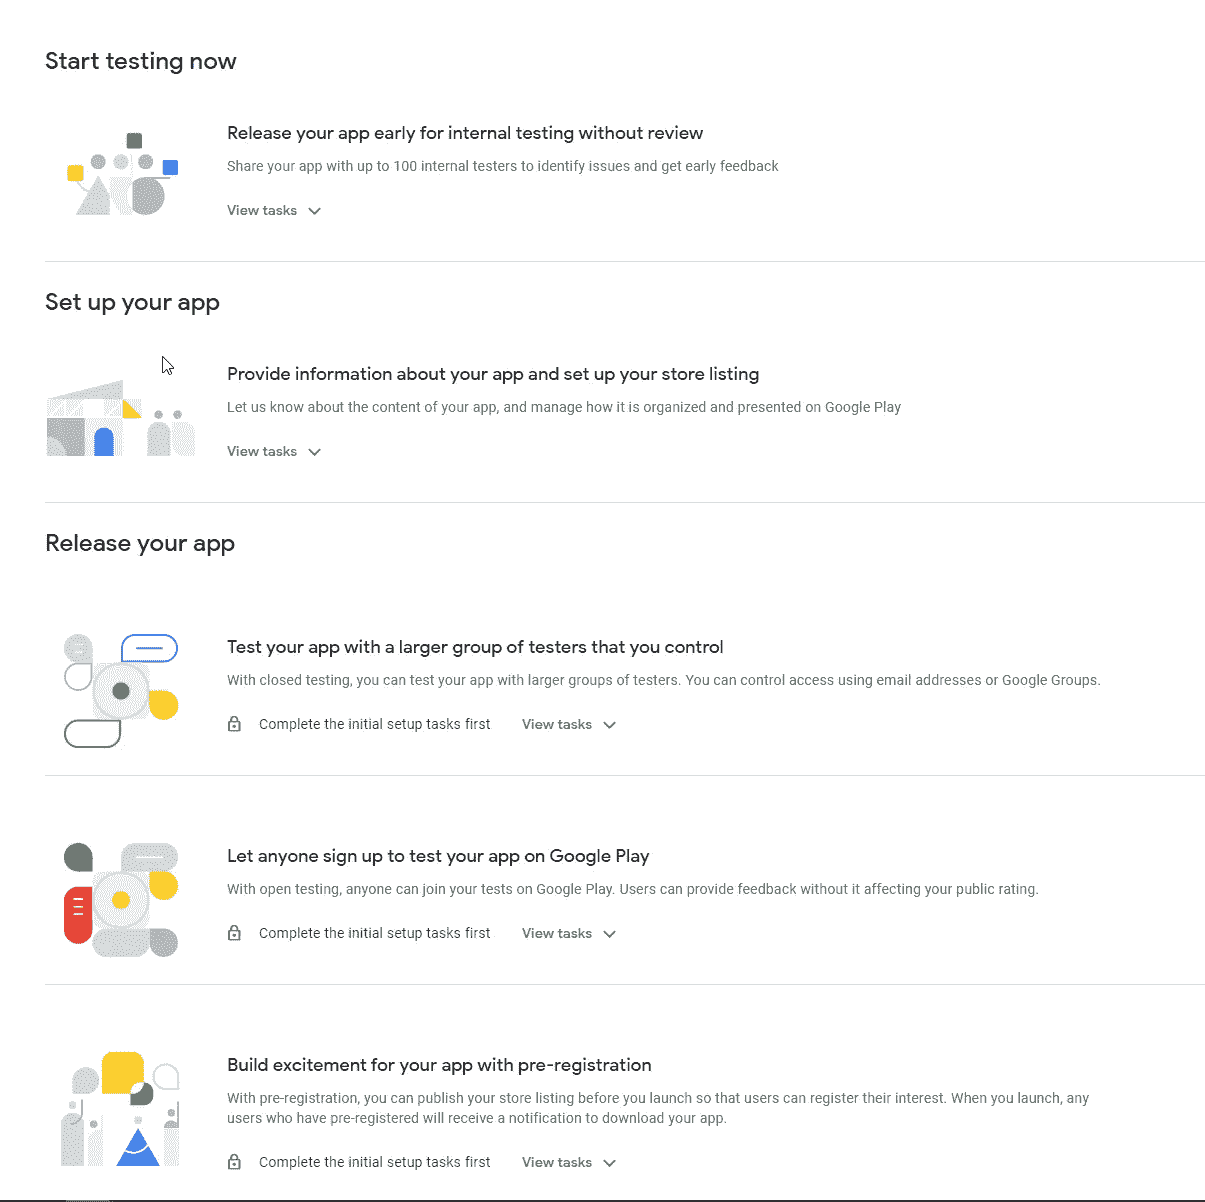 Start testing now
Release your app early for internal testing without review
Share your app with up to 100 internal testers to identify issues and get early feedback
View tasks
Set up your app
Provide information about your app and set up your store listing
Let us know about the content of your app, and manage how it is organized and presented on Google Play
View tasks
Release your app
Test your app with a larger group of testers that you control
With closed testing, you can test your app with larger groups of testers. You can control access using email addresses or Google Groups.
Complete the initial setup tasks first View tasks
Let anyone sign up to test your app on Google Play
With open testing, anyone can join your tests on Google Play. Users can provide feedback without it affecting your public rating.
Complete the initial setup tasks first View tasks
Build excitement for your app with pre-registration
With pre-registration, you can publish your store listing before you launch so that users can register their interest. When you launch, any
users who have pre-registered will receive a notification to download your app.
Complete the initial setup tasks first View tasks